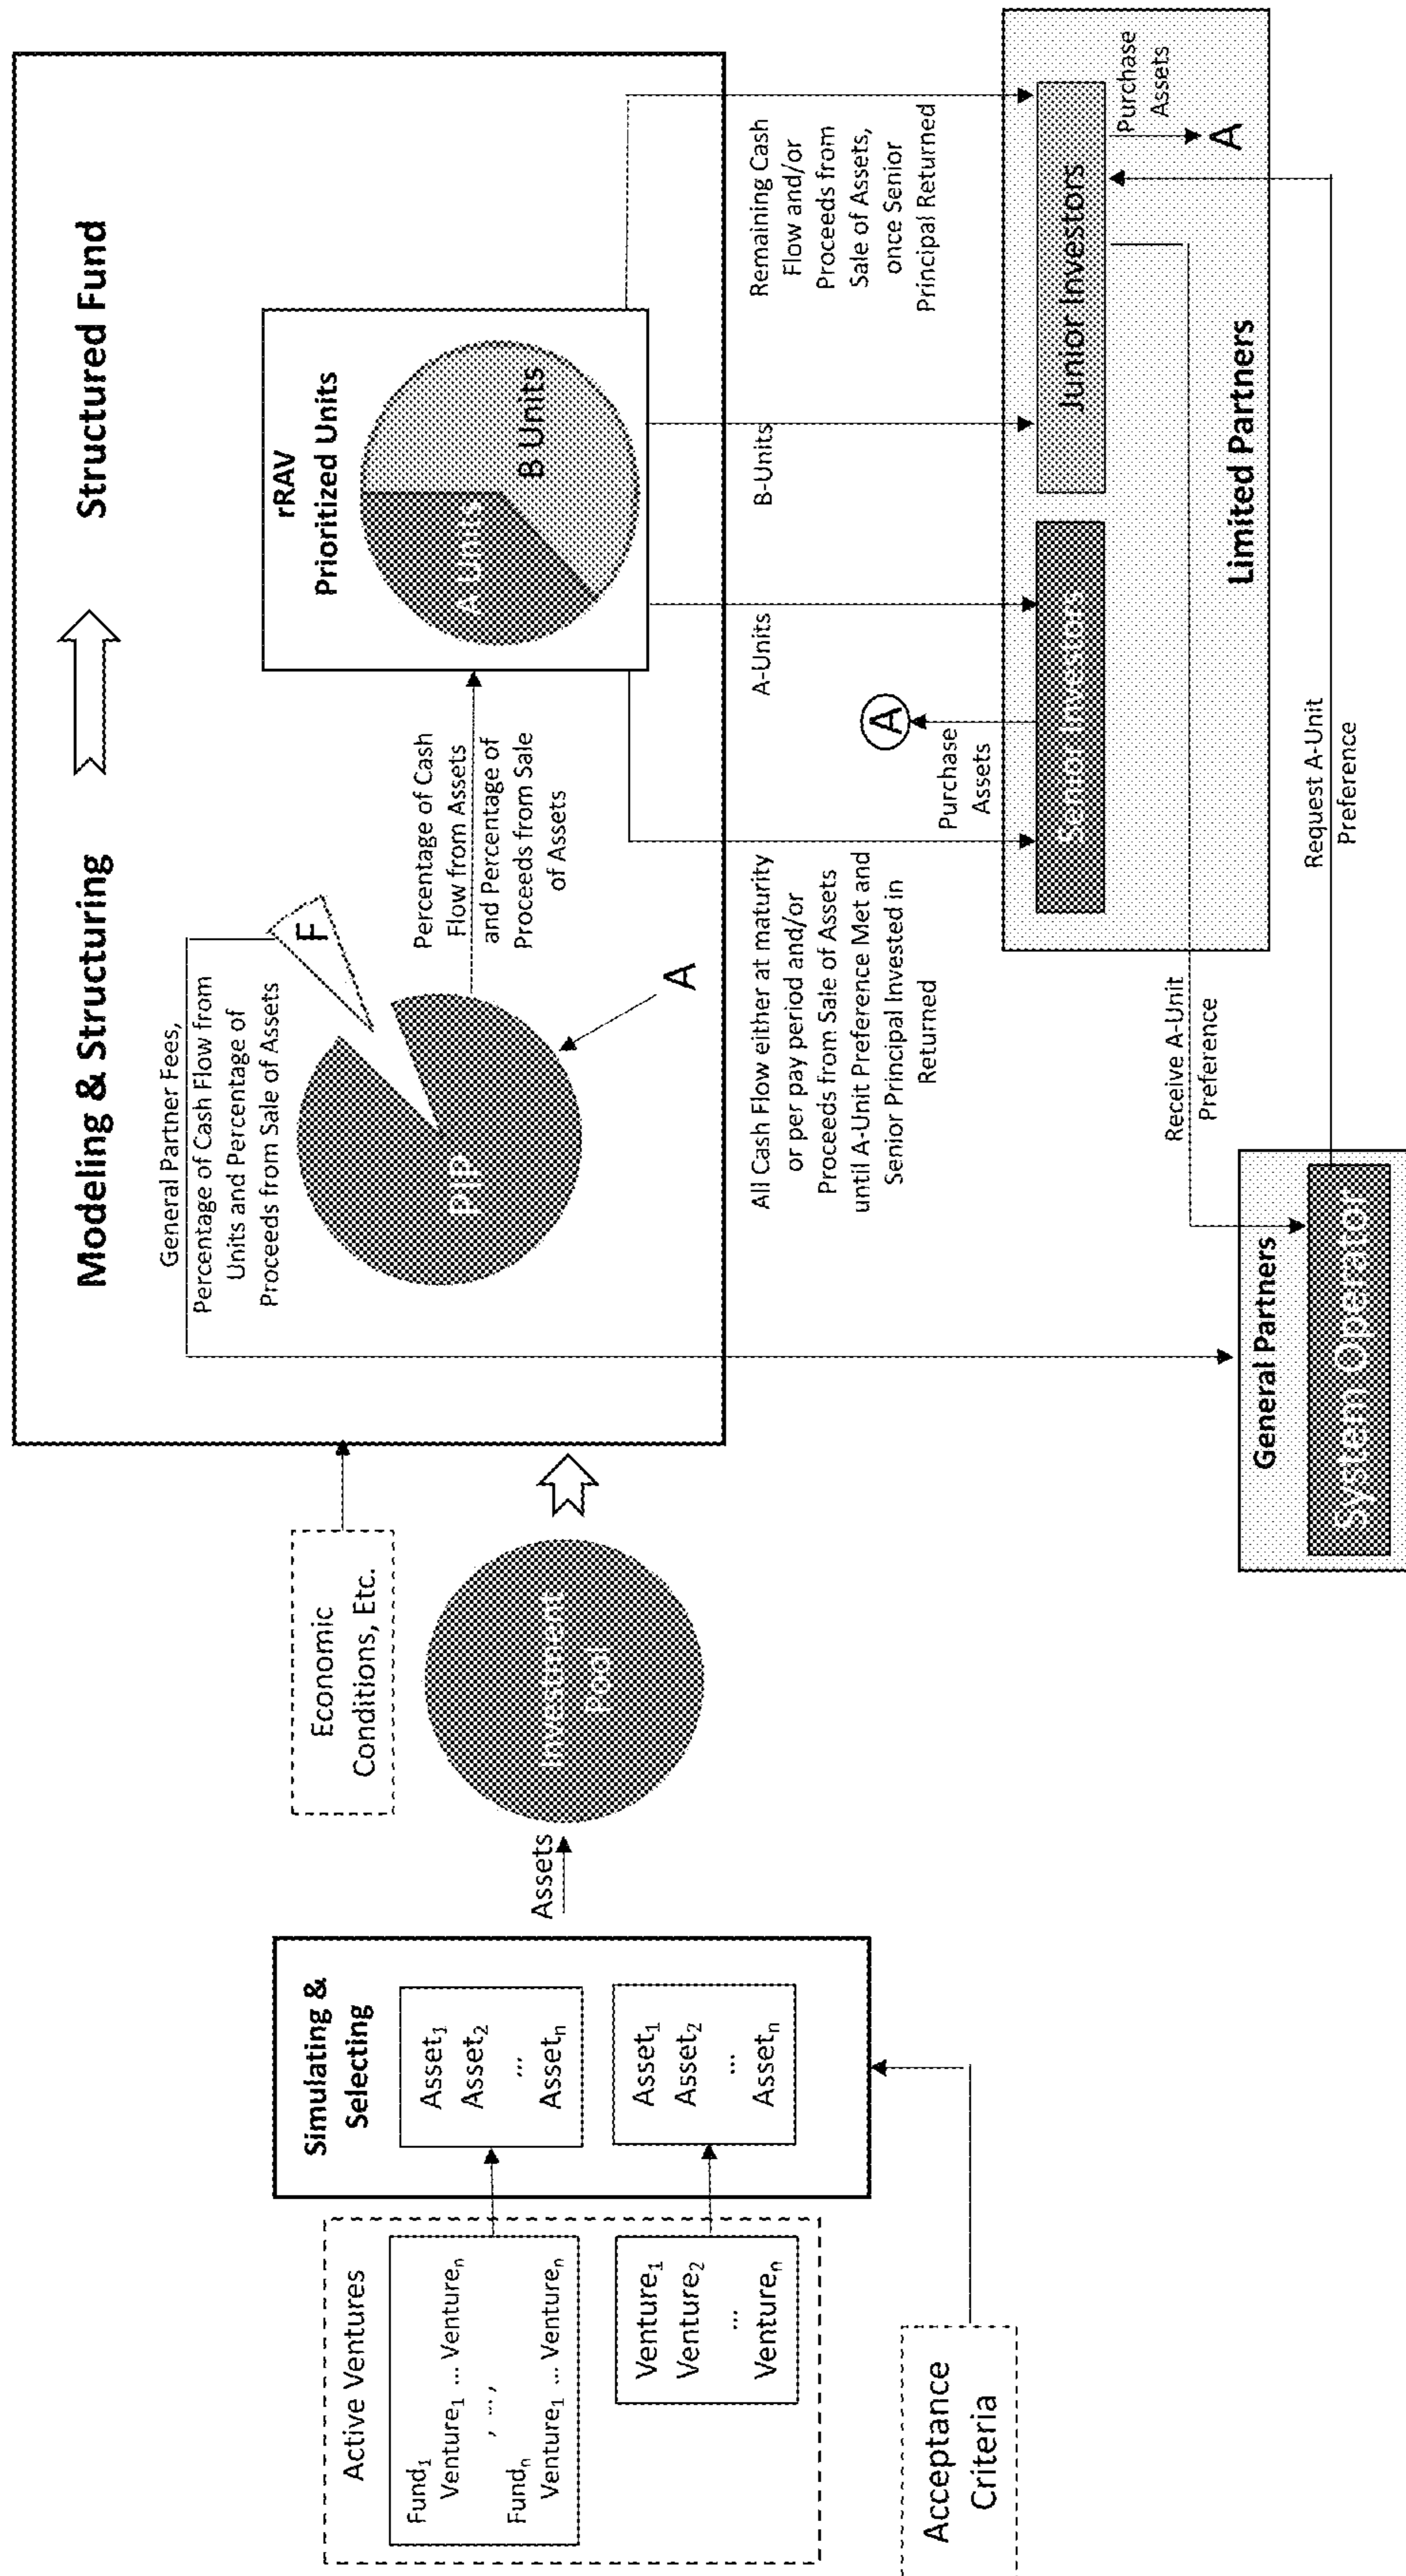 Active Ventures
Fund₁
Venture₁ ... Ventureₙ
, ... ,
Fundₙ
Venture₁ ... Ventureₙ
Venture₁
Venture₂
...
Ventureₙ
Acceptance
Criteria
Simulating &
Selecting
Asset₁
Asset₂
...
Assetₙ
Asset₁
Asset₂
...
Assetₙ
Assets
Investment
Pool
Economic
Conditions, Etc.
Modeling & Structuring
Structured Fund
General Partner Fees,
Percentage of Cash Flow from
Units and Percentage of
Proceeds from Sale of Assets
F
PIP
A
Percentage of Cash
Flow from Assets
and Percentage of
Proceeds from Sale
of Assets
rRAV
Prioritized Units
A Units
B Units
All Cash Flow either at maturity
or per pay period and/or
Proceeds from Sale of Assets
until A-Unit Preference Met and
Senior Principal Invested in
Returned
Purchase
Assets
A
A-Units
B-Units
Remaining Cash
Flow and/or
Proceeds from
Sale of Assets,
once Senior
Principal Returned
Senior Investors
Junior Investors
Purchase
Assets
A
Limited Partners
Receive A-Unit
Preference
Request A-Unit
Preference
General Partners
System Operator